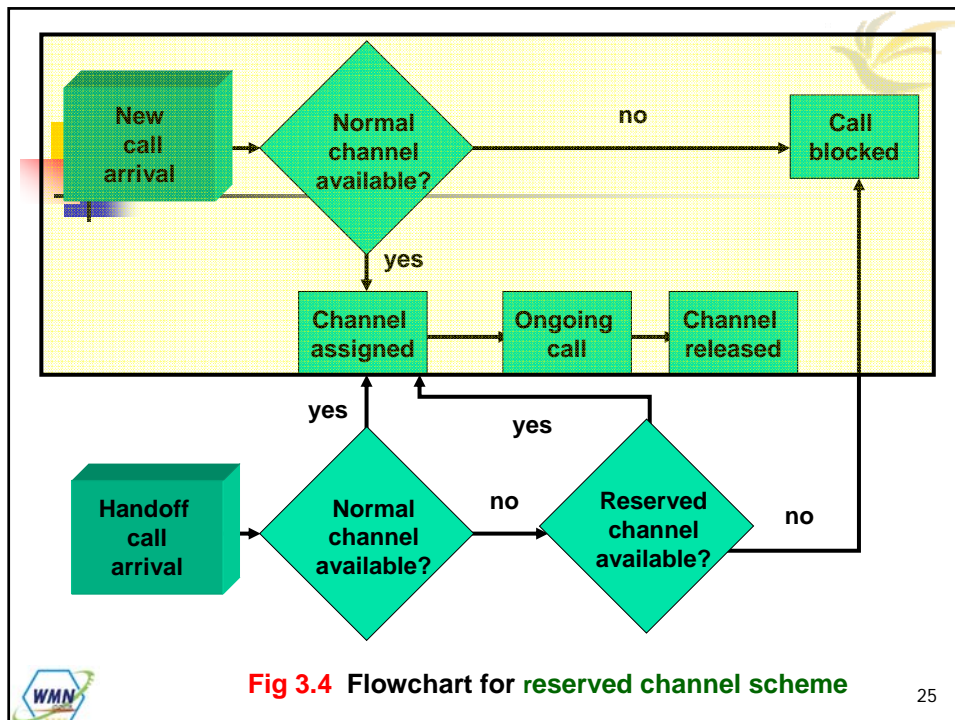 New
call
arrival
Normal
channel
available?
no
Call
blocked
yes
Channel
assigned
Ongoing
call
Channel
released
yes
yes
Handoff
call
arrival
Normal
channel
available?
no
Reserved
channel
available?
no
WMN
Fig 3.4 Flowchart for reserved channel scheme
25